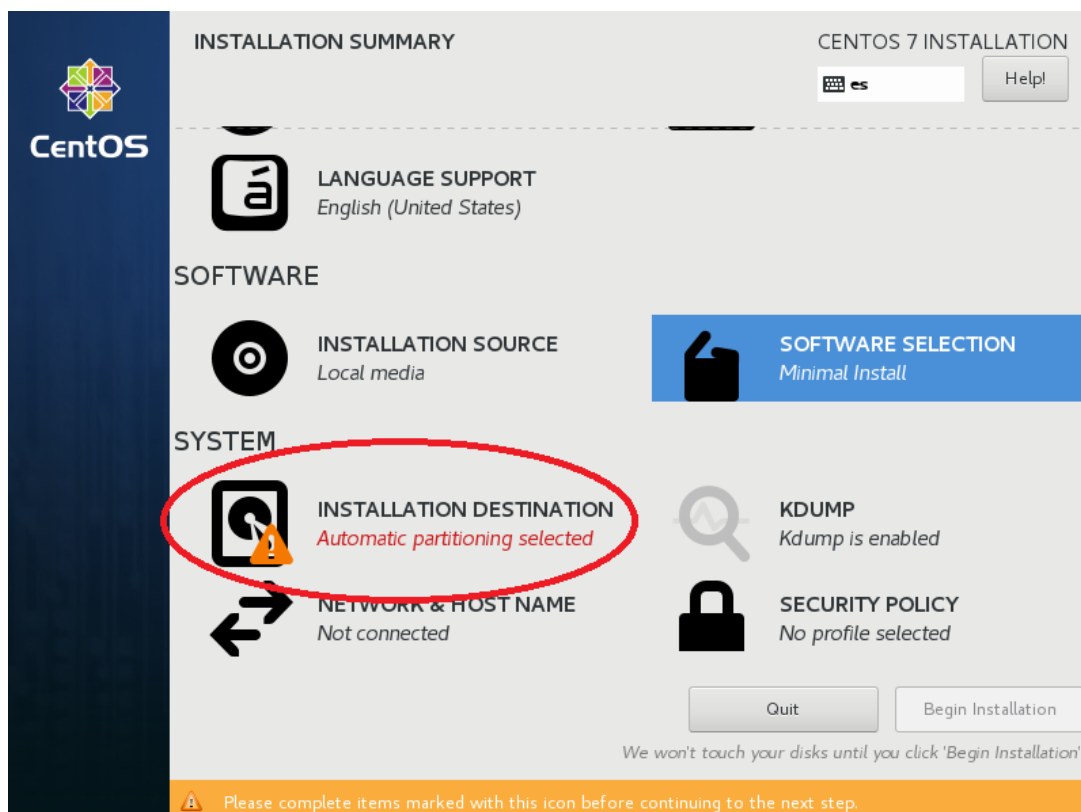 INSTALLATION SUMMARY
CENTOS 7 INSTALLATION
es
Help!
CentOS
á
LANGUAGE SUPPORT
English (United States)
SOFTWARE
INSTALLATION SOURCE
Local media
SOFTWARE SELECTION
Minimal Install
SYSTEM
INSTALLATION DESTINATION
Automatic partitioning selected
KDUMP
Kdump is enabled
NETWORK & HOST NAME
Not connected
SECURITY POLICY
No profile selected
Quit
Begin Installation
We won't touch your disks until you click 'Begin Installation'
Please complete items marked with this icon before continuing to the next step.